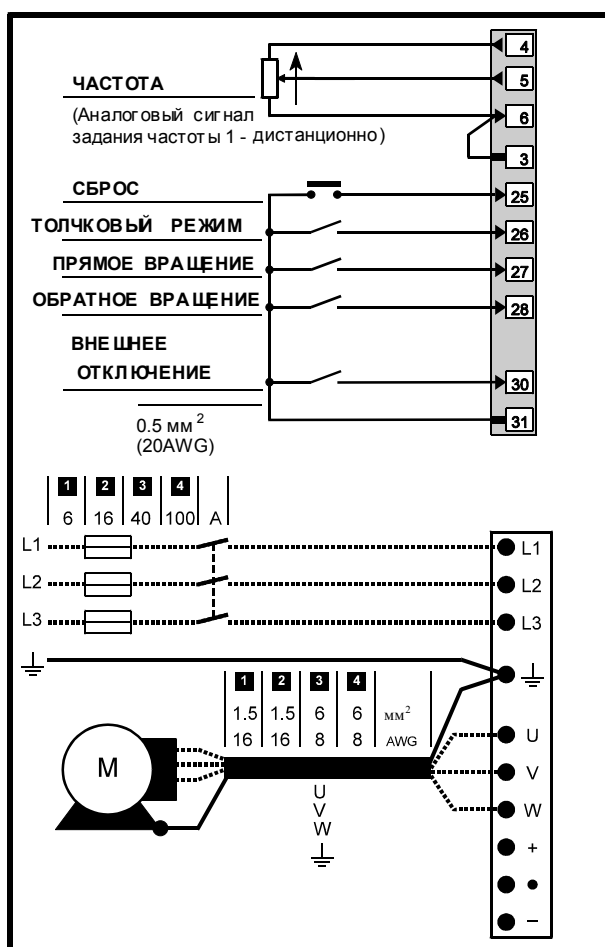 4
ЧАСТОТА 5
(Аналоговый сигнал 6
задания частоты 1 - дистанционно)
3
СБРОС 25
ТОЛЧКОВЫЙ РЕЖИМ 26
ПРЯМОЕ ВРАЩЕНИЕ 27
ОБРАТНОЕ ВРАЩЕНИЕ 28
ВНЕШНЕЕ
ОТКЛЮЧЕНИЕ 30
31
0.5 мм 2
(20AWG)
1 2 3 4
6 16 40 100 A
L1 L1
L2 L2
L3 L3
1 2 3 4
1.5 1.5 6 6 мм2
16 16 8 8 AWG
U
M V
W
U
V
W
+
−